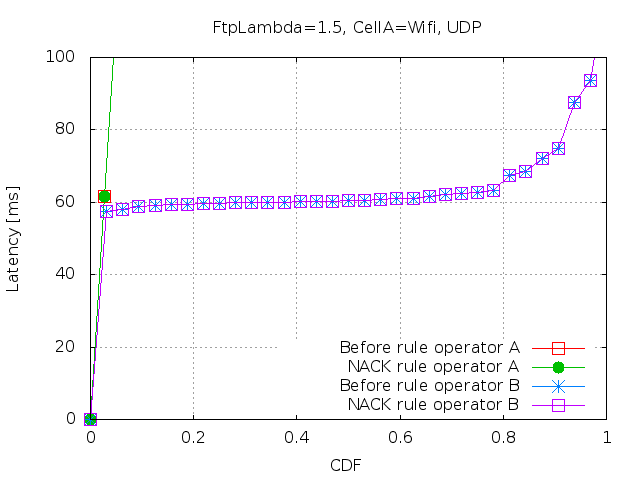 FtpLambda=1.5, CellA=Wifi, UDP
100
80
60
40
20
0
Latency [ms]
Before rule operator A
NACK rule operator A
Before rule operator B
NACK rule operator B
0 0.2 0.4 0.6 0.8 1
CDF